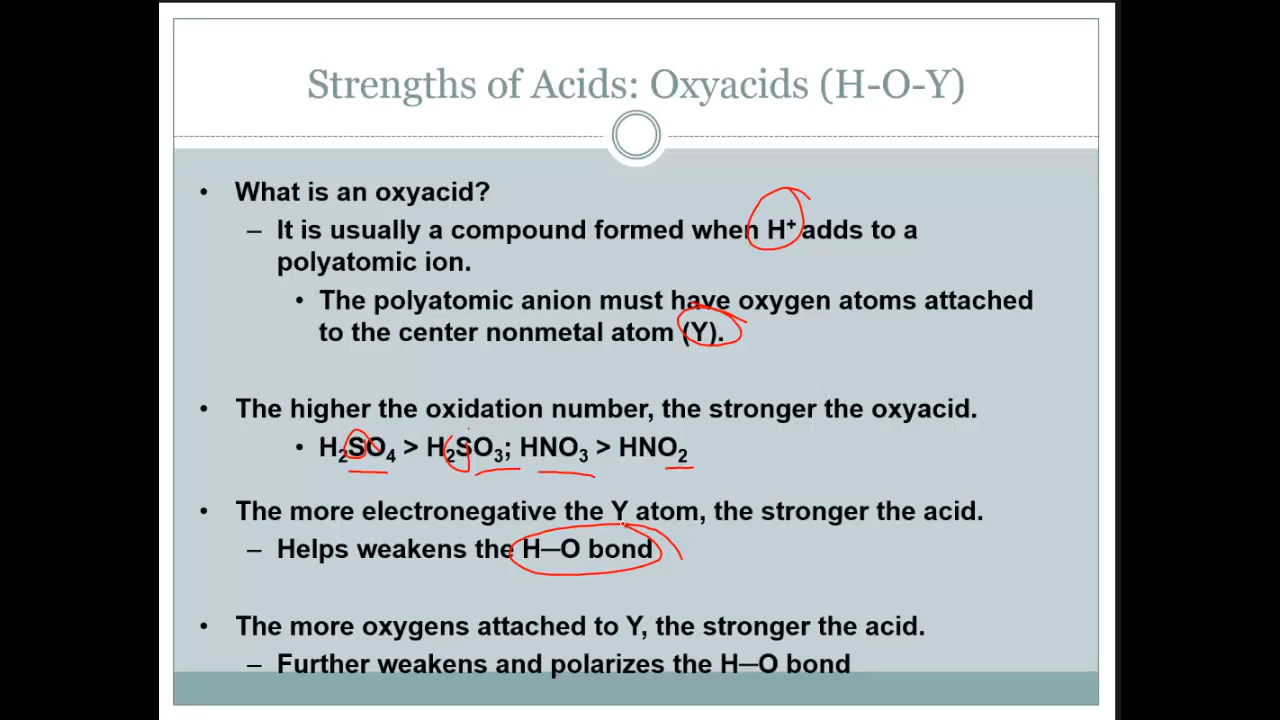 Strengths of Acids: Oxyacids (H-O-Y)
• What is an oxyacid?
– It is usually a compound formed when H⁺ adds to a
polyatomic ion.
• The polyatomic anion must have oxygen atoms attached
to the center nonmetal atom (Y).
• The higher the oxidation number, the stronger the oxyacid.
• H₂SO₄ > H₂SO₃; HNO₃ > HNO₂
• The more electronegative the Y atom, the stronger the acid.
– Helps weakens the H─O bond
• The more oxygens attached to Y, the stronger the acid.
– Further weakens and polarizes the H─O bond